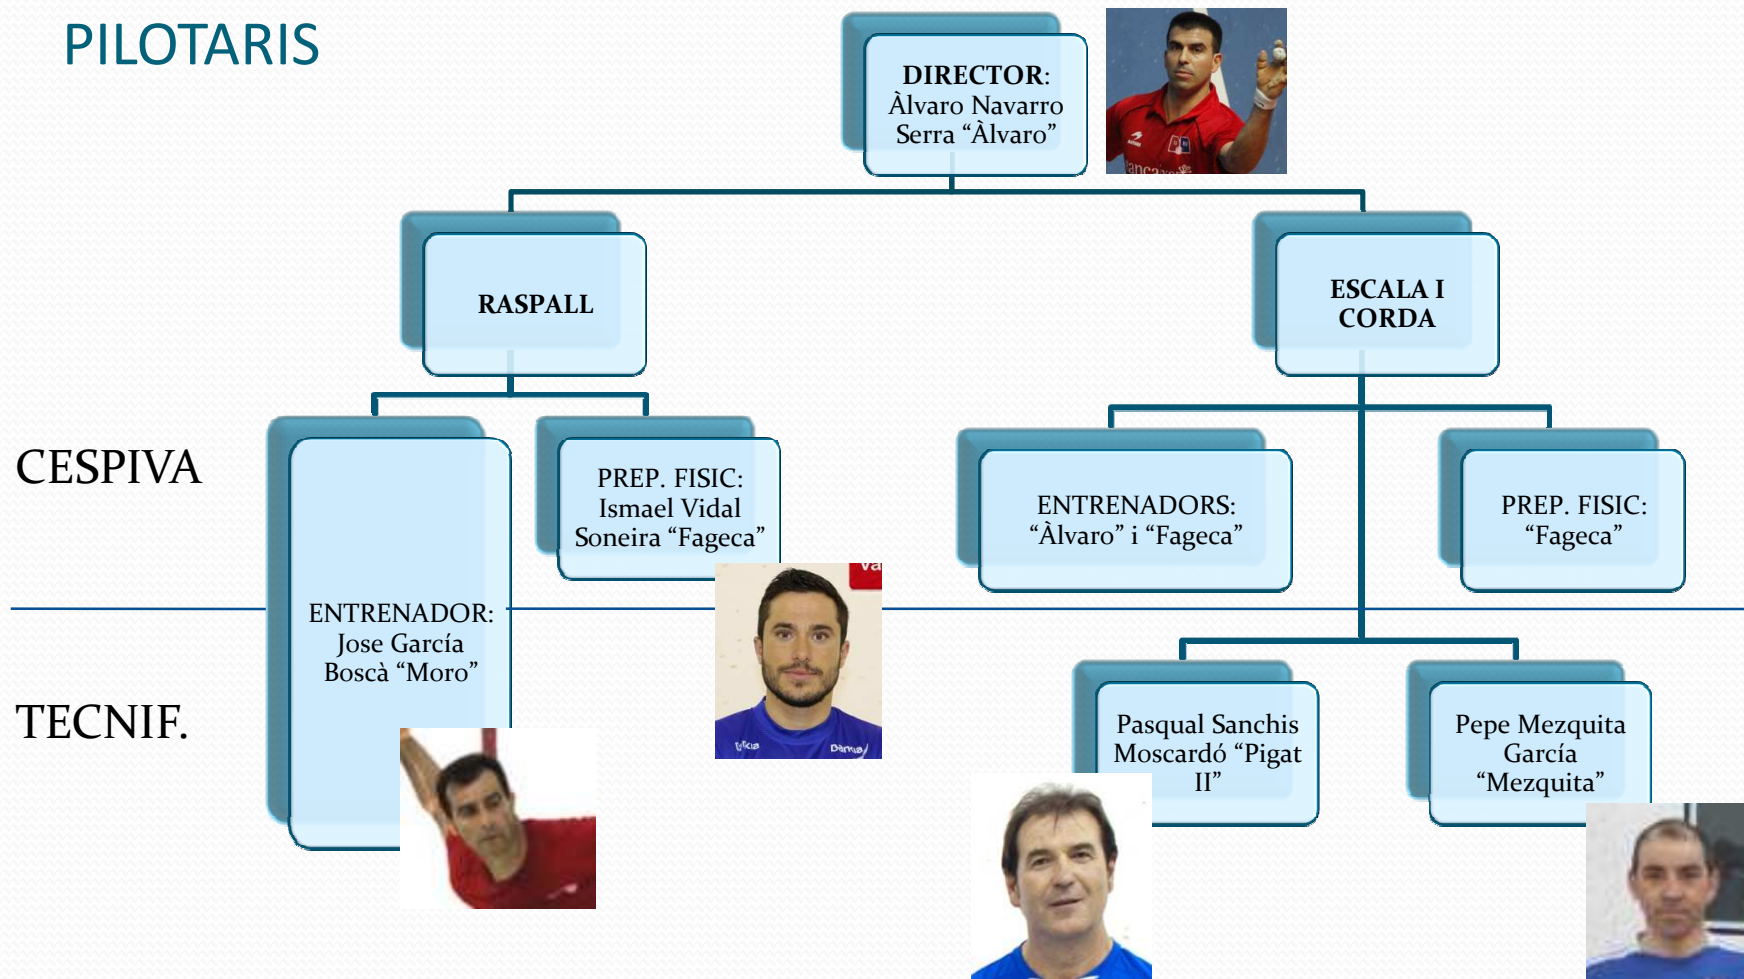 PILOTARIS
DIRECTOR:
Àlvaro Navarro
Serra “Àlvaro”
RASPALL
ESCALA I
CORDA
CESPIVA
PREP. FISIC:
Ismael Vidal
Soneira “Fageca”
ENTRENADORS:
“Àlvaro” i “Fageca”
PREP. FISIC:
“Fageca”
ENTRENADOR:
Jose García
Boscà “Moro”
TECNIF.
Pasqual Sanchis
Moscardó “Pigat
II”
Pepe Mezquita
García
“Mezquita”